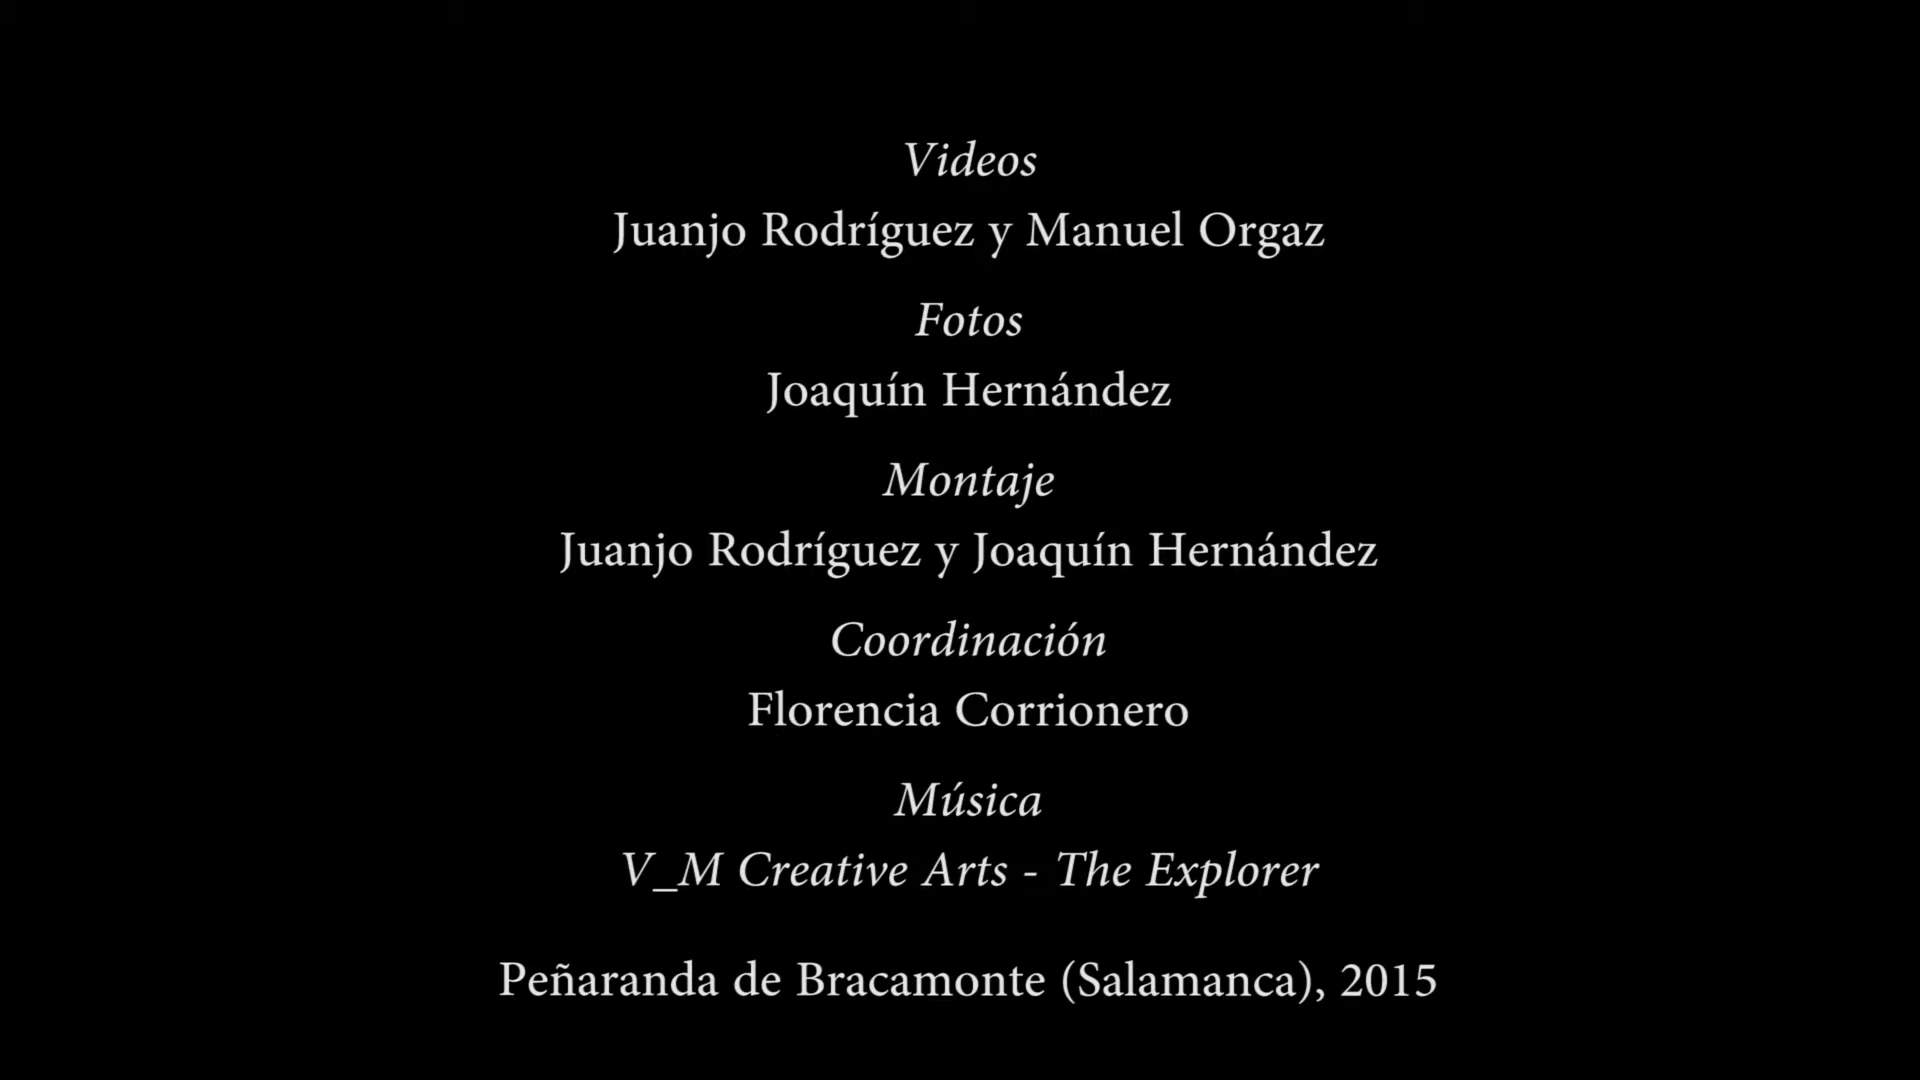 Videos
Juanjo Rodríguez y Manuel Orgaz
Fotos
Joaquín Hernández
Montaje
Juanjo Rodríguez y Joaquín Hernández
Coordinación
Florencia Corrionero
Música
V_M Creative Arts - The Explorer
Peñaranda de Bracamonte (Salamanca), 2015